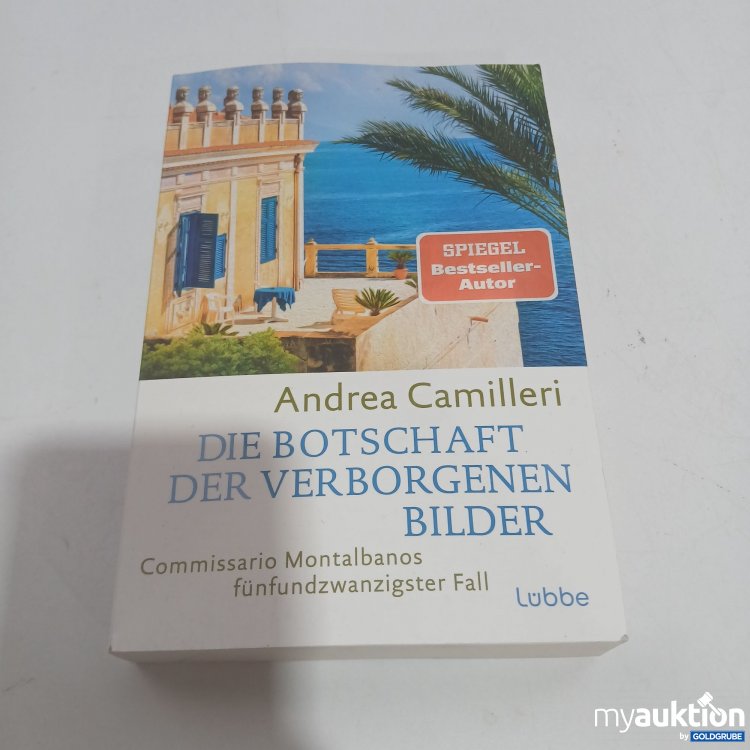 SPIEGEL
Bestseller-
Autor
Andrea Camilleri
DIE BOTSCHAFT
DER VERBORGENEN
BILDER
Commissario Montalbanos
fünfundzwanzigster Fall
Lübbe
myauktion
by GOLDGRUBE